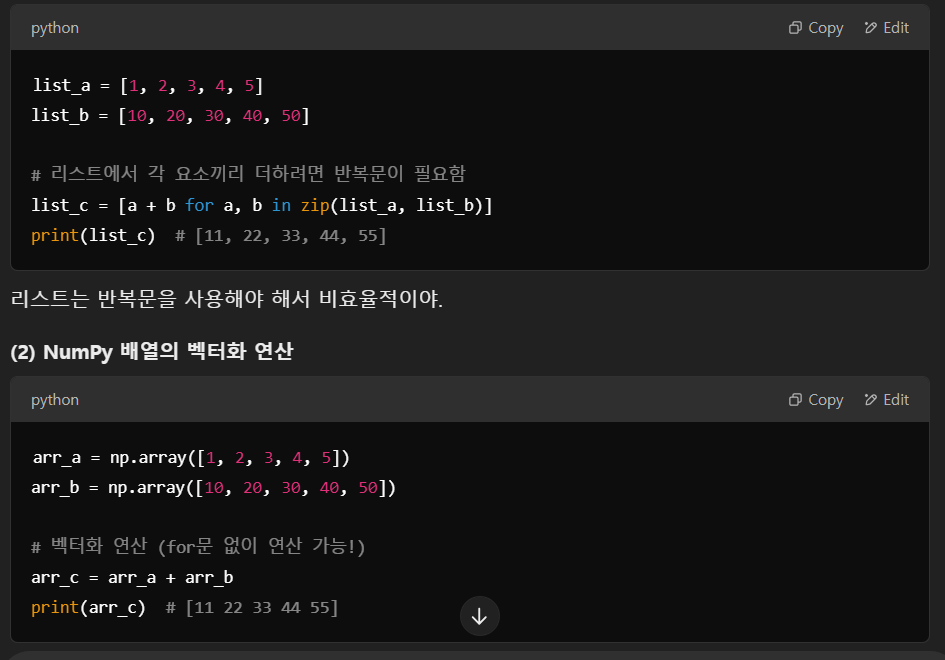 python
Copy
Edit
list_a = [1, 2, 3, 4, 5]
list_b = [10, 20, 30, 40, 50]
# 리스트에서 각 요소끼리 더하려면 반복문이 필요함
list_c = [a + b for a, b in zip(list_a, list_b)]
print(list_c)  # [11, 22, 33, 44, 55]
리스트는 반복문을 사용해야 해서 비효율적이야.
(2) NumPy 배열의 벡터화 연산
python
Copy
Edit
arr_a = np.array([1, 2, 3, 4, 5])
arr_b = np.array([10, 20, 30, 40, 50])
# 벡터화 연산 (for문 없이 연산 가능!)
arr_c = arr_a + arr_b
print(arr_c)  # [11 22 33 44 55]